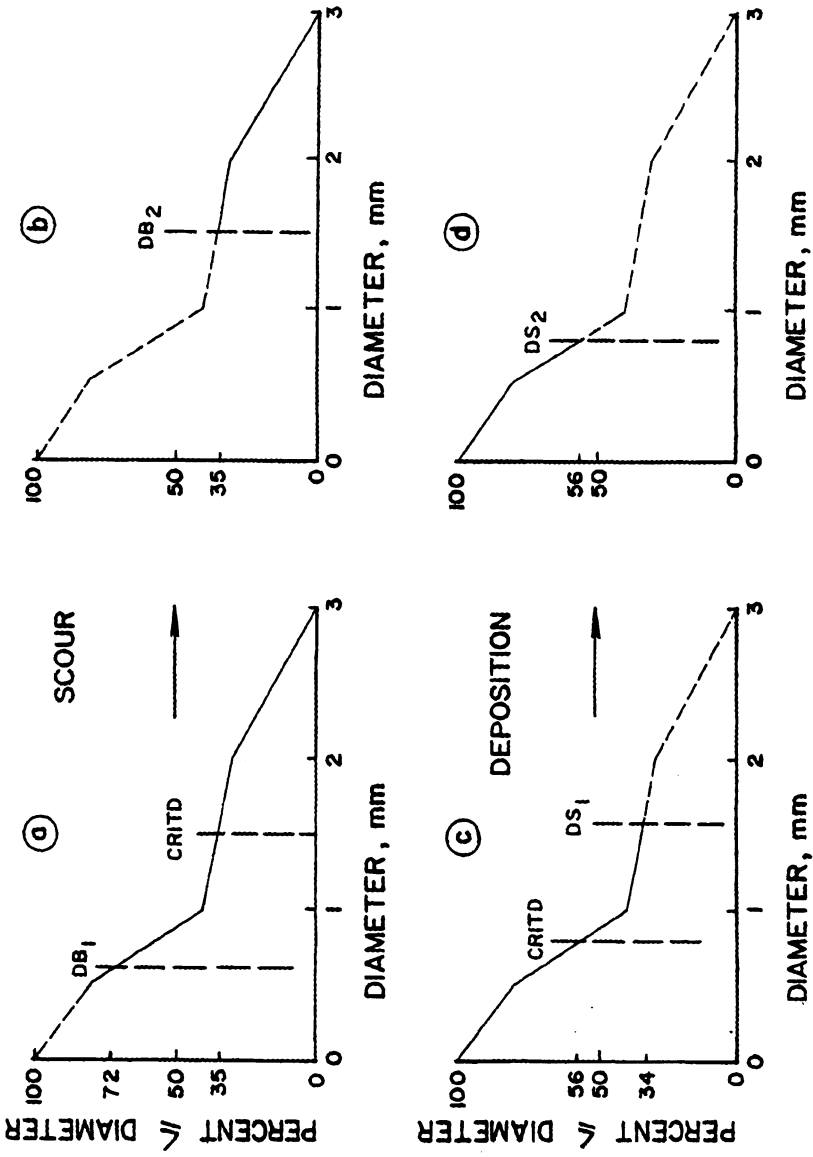 a
SCOUR
b
PERCENT ⩾ DIAMETER
100
72
50
35
0
DB1
CRITD
0 1 2 3
DIAMETER, mm
100
50
35
0
DB2
0 1 2 3
DIAMETER, mm
c
DEPOSITION
d
PERCENT ⩾ DIAMETER
100
56
50
34
0
CRITD
DS1
0 1 2 3
DIAMETER, mm
100
56
50
0
DS2
0 1 2 3
DIAMETER, mm